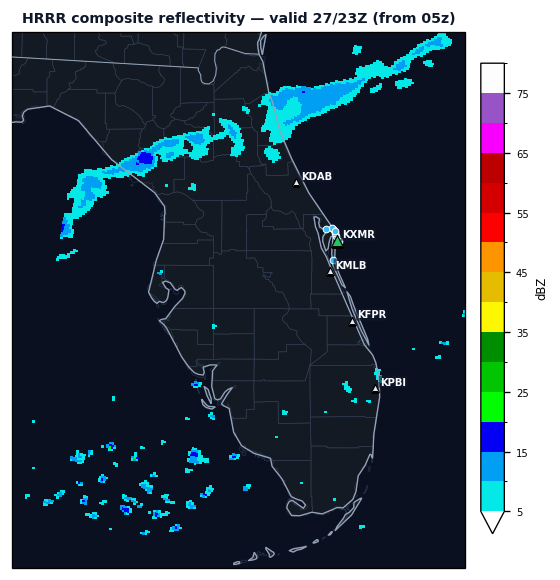 HRRR composite reflectivity — valid 27/23Z (from 05z)
75
65
55
45
35
25
15
5
dBZ
KDAB
KXMR
KMLB
KFPR
KPBI